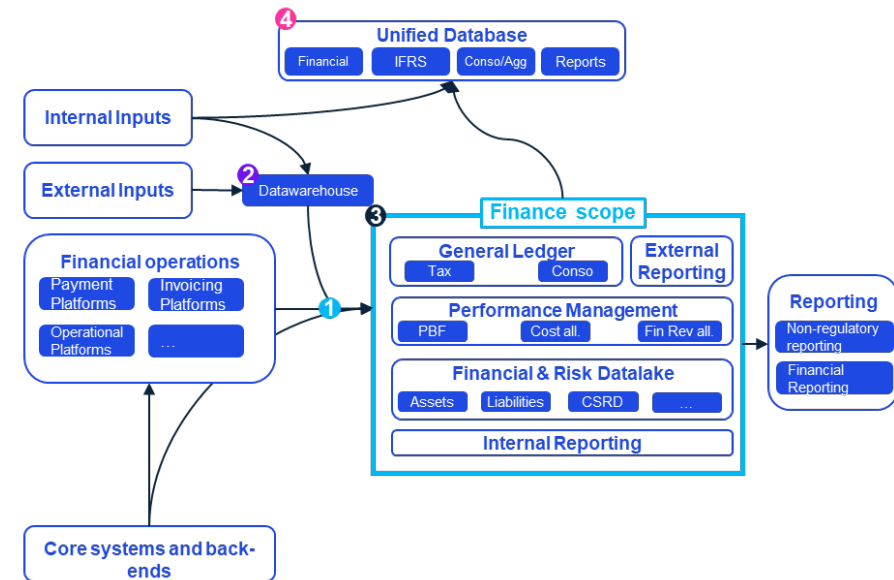 4
Unified Database
Financial
IFRS
Conso/Agg
Reports
Internal Inputs
External Inputs
2
Datawarehouse
3
Finance scope
General Ledger
Tax
Conso
External
Reporting
Financial operations
Payment
Platforms
Invoicing
Platforms
Operational
Platforms
...
1
Performance Management
PBF
Cost all.
Fin Rev all.
Financial & Risk Datalake
Assets
Liabilities
CSRD
...
Internal Reporting
Reporting
Non-regulatory
reporting
Financial
Reporting
Core systems and back-
ends